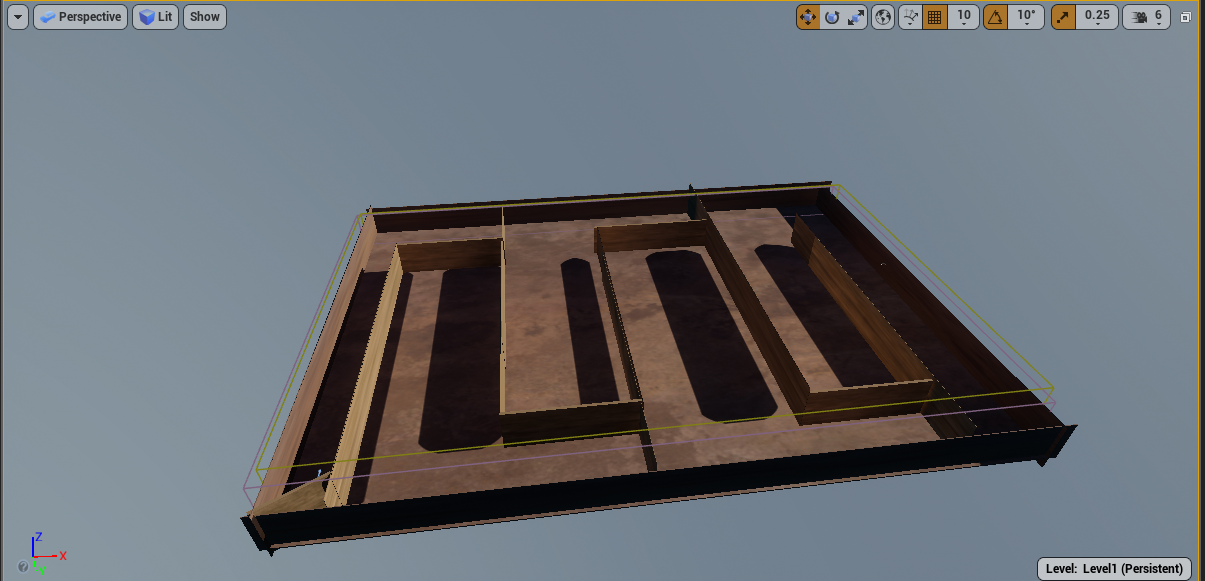 Perspective Lit Show 10 10° 0.25 6
Z
X
Y
? 
Level: Level1 (Persistent)